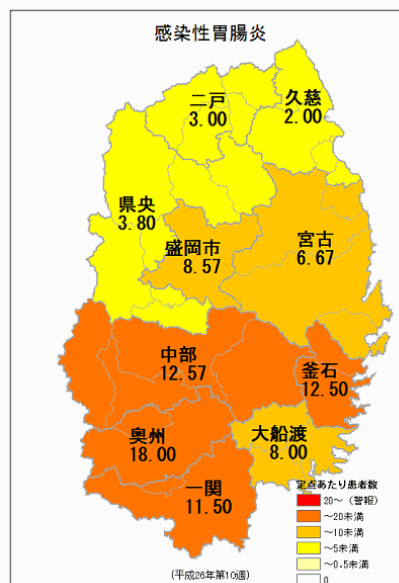 感染性胃腸炎
二戸
3.00
久慈
2.00
県央
3.80
盛岡市
8.57
宮古
6.67
中部
12.57
釜石
12.50
奥州
18.00
大船渡
8.00
一関
11.50
定点あたり患者数
20～（警報）
～20未満
～10未満
～5未満
～0.5未満
0
(平成26年第10週)